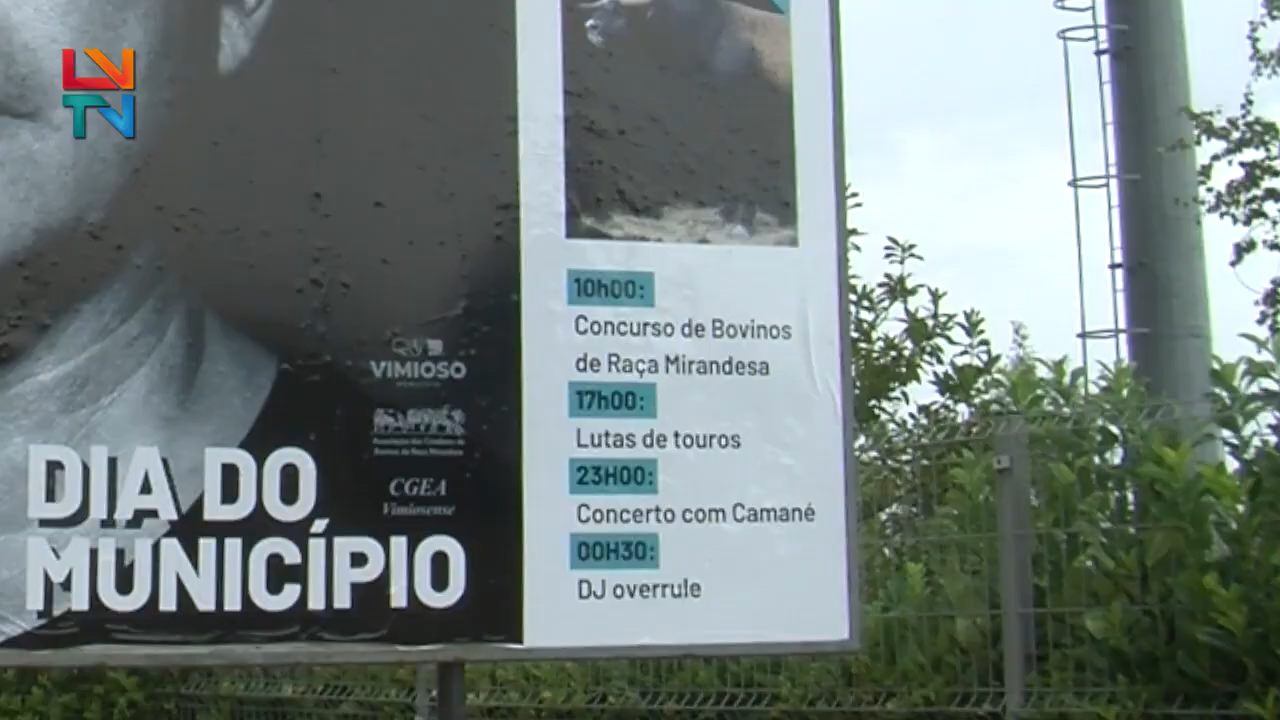 LV
TV
VIMIOSO
CGEA
Vimiosense
DIA DO
MUNICÍPIO
10h00:
Concurso de Bovinos
de Raça Mirandesa
17h00:
Lutas de touros
23H00:
Concerto com Camané
00H30:
DJ overrule